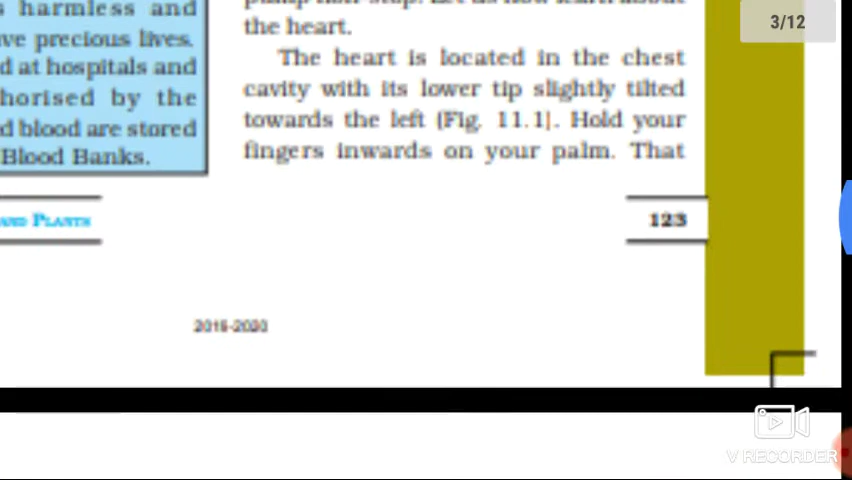 s harmless and
ve precious lives.
d at hospitals and
horised by the
d blood are stored
Blood Banks.
the heart.
The heart is located in the chest
cavity with its lower tip slightly tilted
towards the left (Fig. 11.1). Hold your
fingers inwards on your palm. That
AND PLANTS
123
3/12
V RECORDER